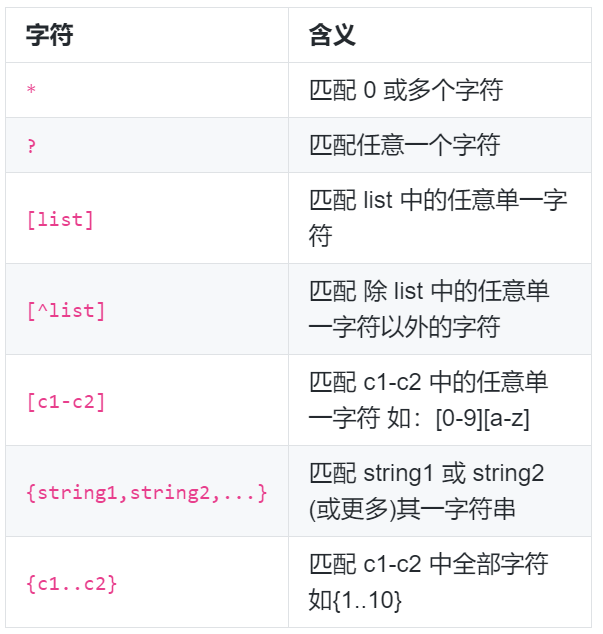 字符 含义
* 匹配 0 或多个字符
? 匹配任意一个字符
[list] 匹配 list 中的任意单一字
符
[^list] 匹配 除 list 中的任意单
一字符以外的字符
[c1-c2] 匹配 c1-c2 中的任意单
一字符 如：[0-9][a-z]
{string1,string2,...} 匹配 string1 或 string2
(或更多)其一字符串
{c1..c2} 匹配 c1-c2 中全部字符
如{1..10}